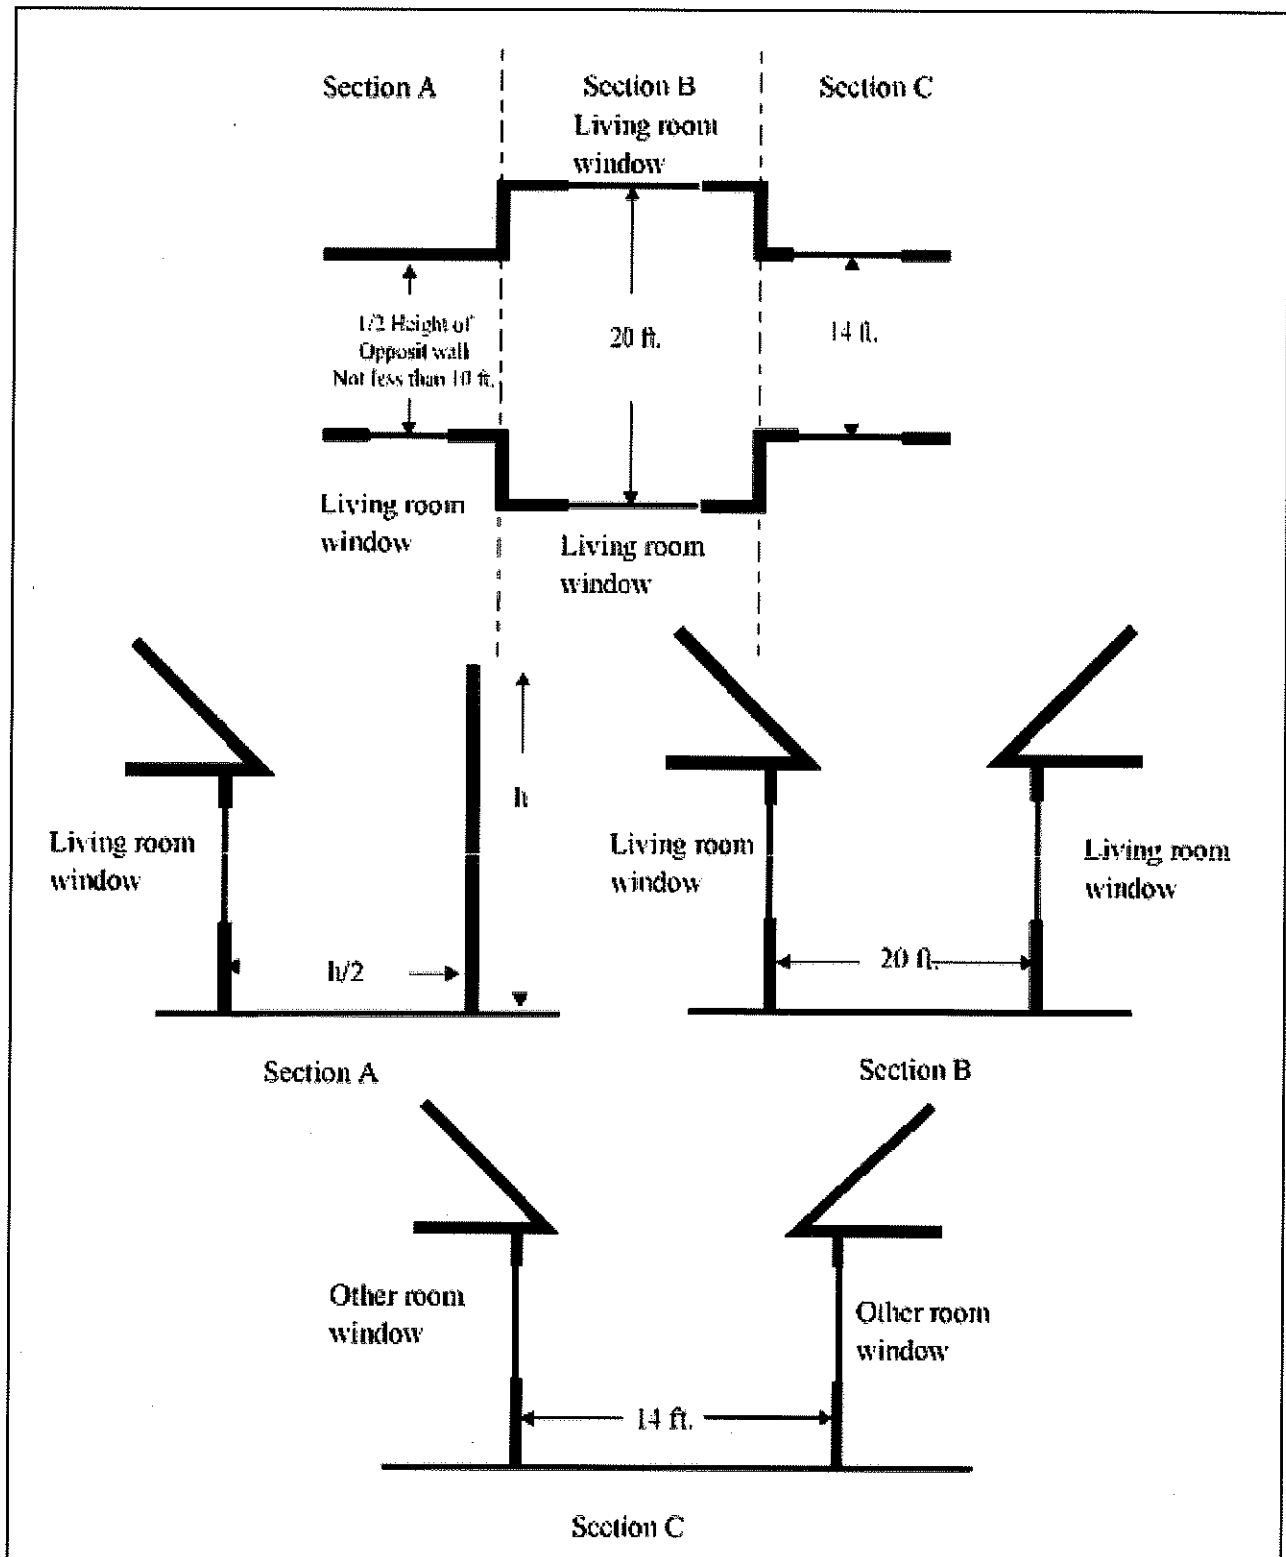 Section A
Section B
Section C
Living room
window
1/2 Height of
Opposit wall
Not less than 10 ft.
20 ft.
14 ft.
Living room
window
Living room
window
h
Living room
window
Living room
window
Living room
window
h/2
20 ft.
Section A
Section B
Other room
window
Other room
window
14 ft.
Section C